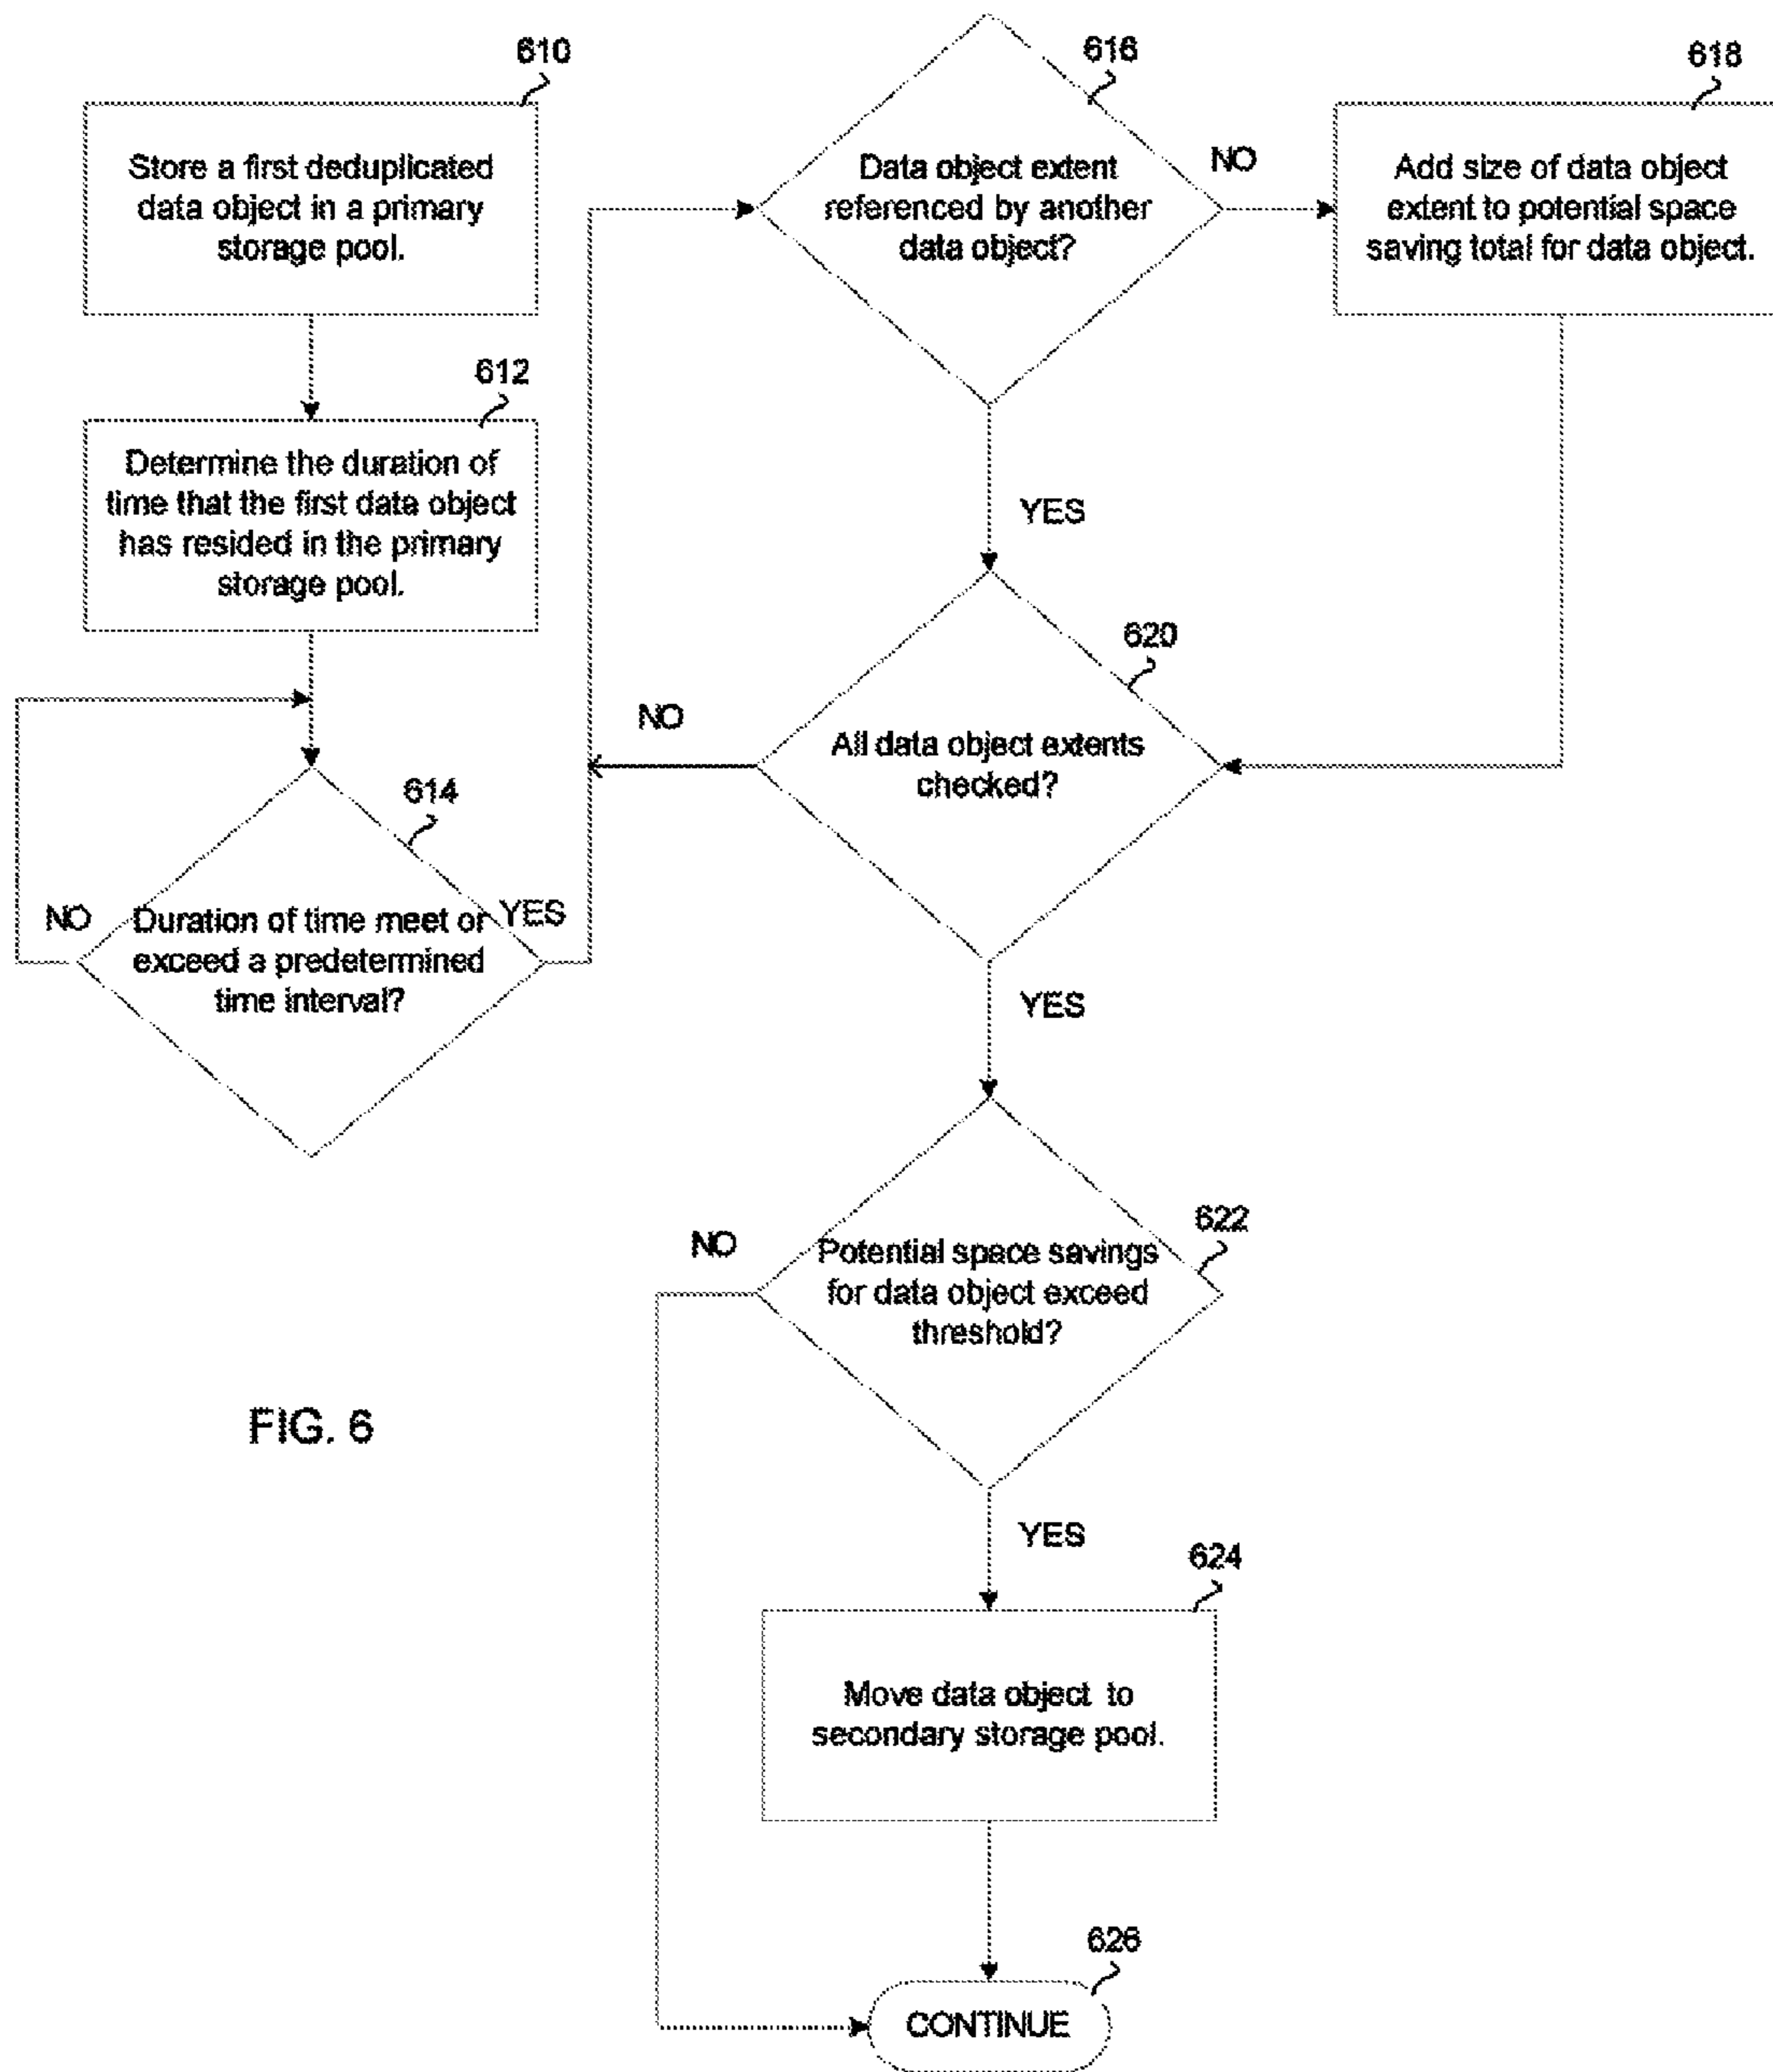 610
Store a first deduplicated
data object in a primary
storage pool.
612
Determine the duration of
time that the first data object
has resided in the primary
storage pool.
614
NO
Duration of time meet or
exceed a predetermined
time interval?
YES
616
Data object extent
referenced by another
data object?
NO
YES
618
Add size of data object
extent to potential space
saving total for data object.
620
NO
All data object extents
checked?
YES
622
NO
Potential space savings
for data object exceed
threshold?
YES
624
Move data object to
secondary storage pool.
626
CONTINUE
FIG. 6